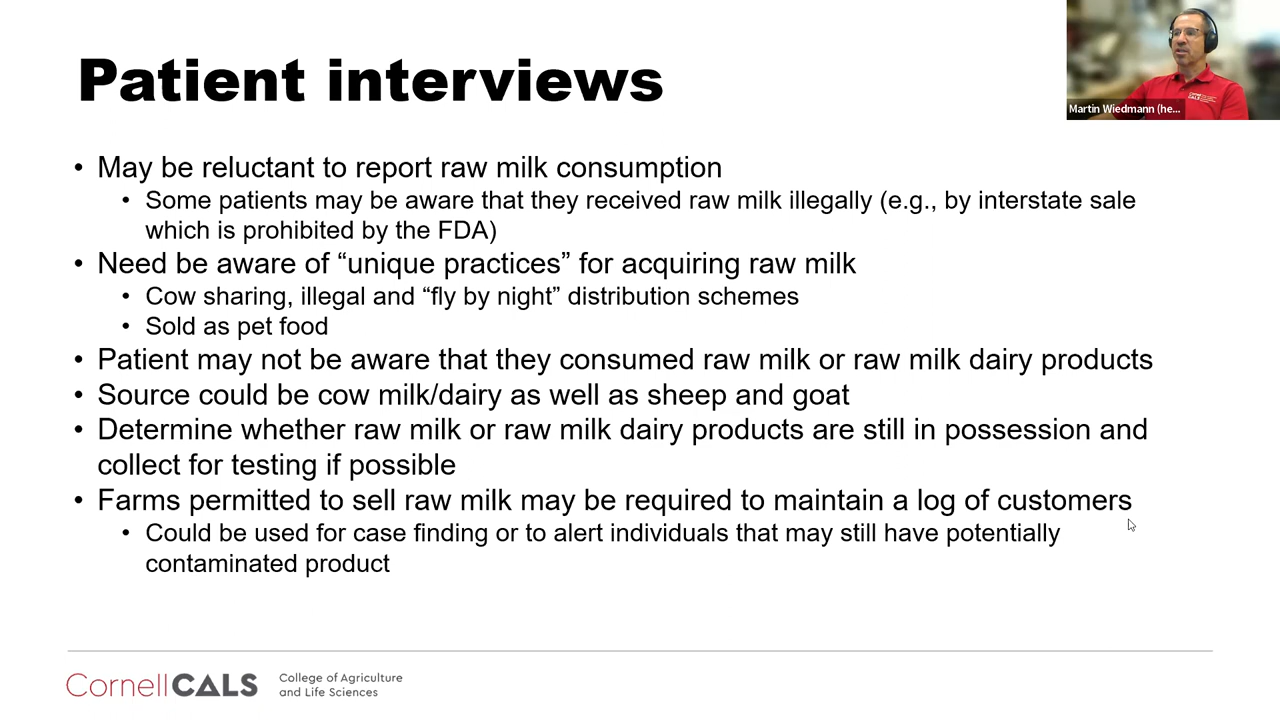 Patient interviews
Martin Wiedmann (he...
• May be reluctant to report raw milk consumption
• Some patients may be aware that they received raw milk illegally (e.g., by interstate sale
which is prohibited by the FDA)
• Need be aware of “unique practices” for acquiring raw milk
• Cow sharing, illegal and “fly by night” distribution schemes
• Sold as pet food
• Patient may not be aware that they consumed raw milk or raw milk dairy products
• Source could be cow milk/dairy as well as sheep and goat
• Determine whether raw milk or raw milk dairy products are still in possession and
collect for testing if possible
• Farms permitted to sell raw milk may be required to maintain a log of customers
• Could be used for case finding or to alert individuals that may still have potentially
contaminated product
CornellCALS
College of Agriculture
and Life Sciences